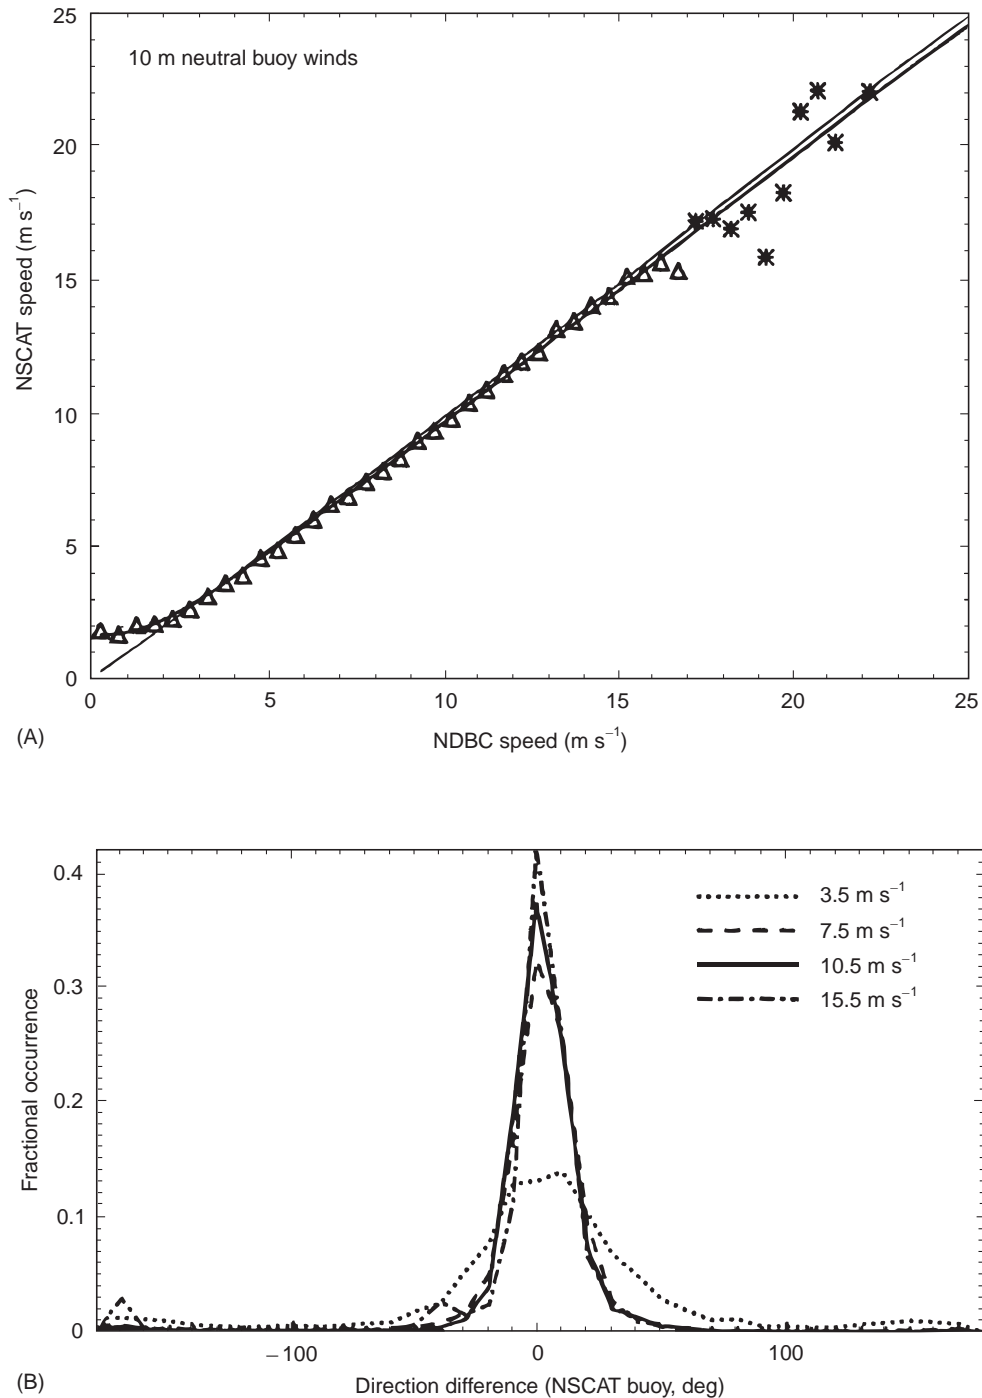 25
10 m neutral buoy winds
20
15
10
5
0
NSCAT speed (m s⁻¹)
0 5 10 15 20 25
(A)
NDBC speed (m s⁻¹)
0.4
3.5 m s⁻¹
7.5 m s⁻¹
10.5 m s⁻¹
15.5 m s⁻¹
0.3
0.2
0.1
0
Fractional occurrence
−100 0 100
(B)
Direction difference (NSCAT buoy, deg)